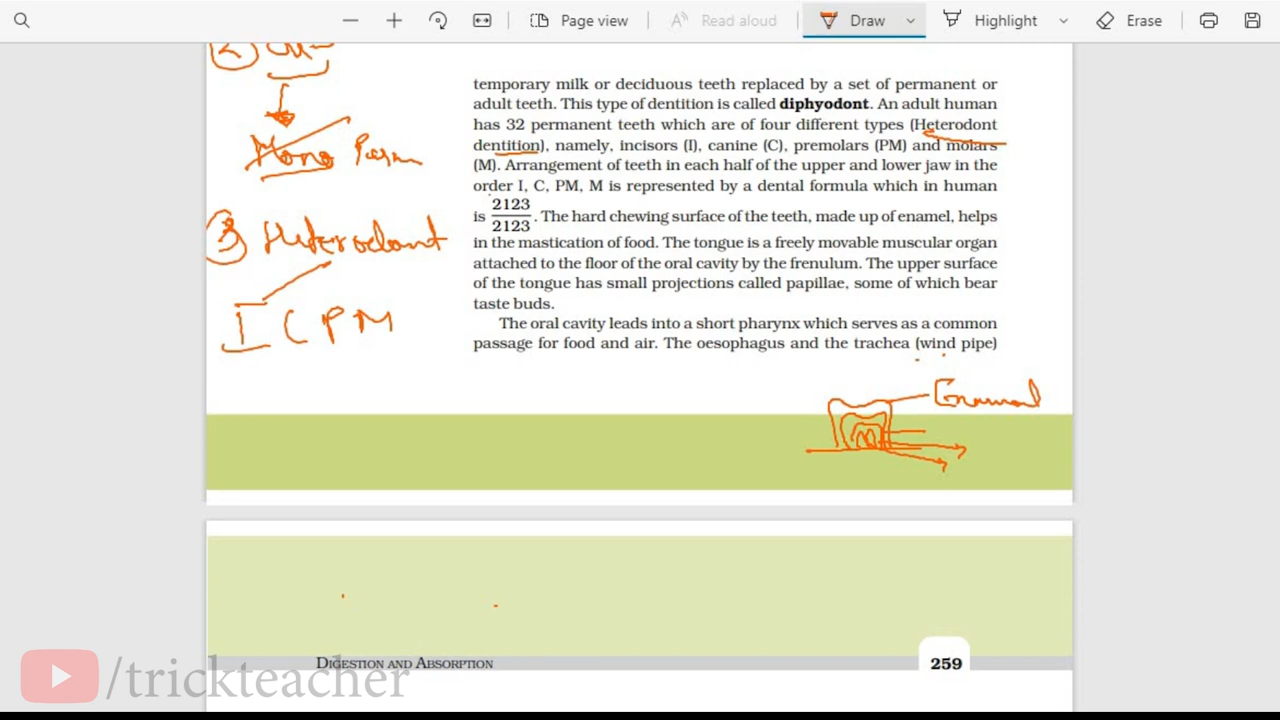 Page view
Read aloud
Draw
Highlight
Erase
temporary milk or deciduous teeth replaced by a set of permanent or
adult teeth. This type of dentition is called diphyodont. An adult human
has 32 permanent teeth which are of four different types (Heterodont
dentition), namely, incisors (I), canine (C), premolars (PM) and molars
(M). Arrangement of teeth in each half of the upper and lower jaw in the
order I, C, PM, M is represented by a dental formula which in human
is 2123/2123. The hard chewing surface of the teeth, made up of enamel, helps
in the mastication of food. The tongue is a freely movable muscular organ
attached to the floor of the oral cavity by the frenulum. The upper surface
of the tongue has small projections called papillae, some of which bear
taste buds.
The oral cavity leads into a short pharynx which serves as a common
passage for food and air. The oesophagus and the trachea (wind pipe)
2
Mono
3 Heterodont
I C P M
DIGESTION AND ABSORPTION
259
/trickteacher